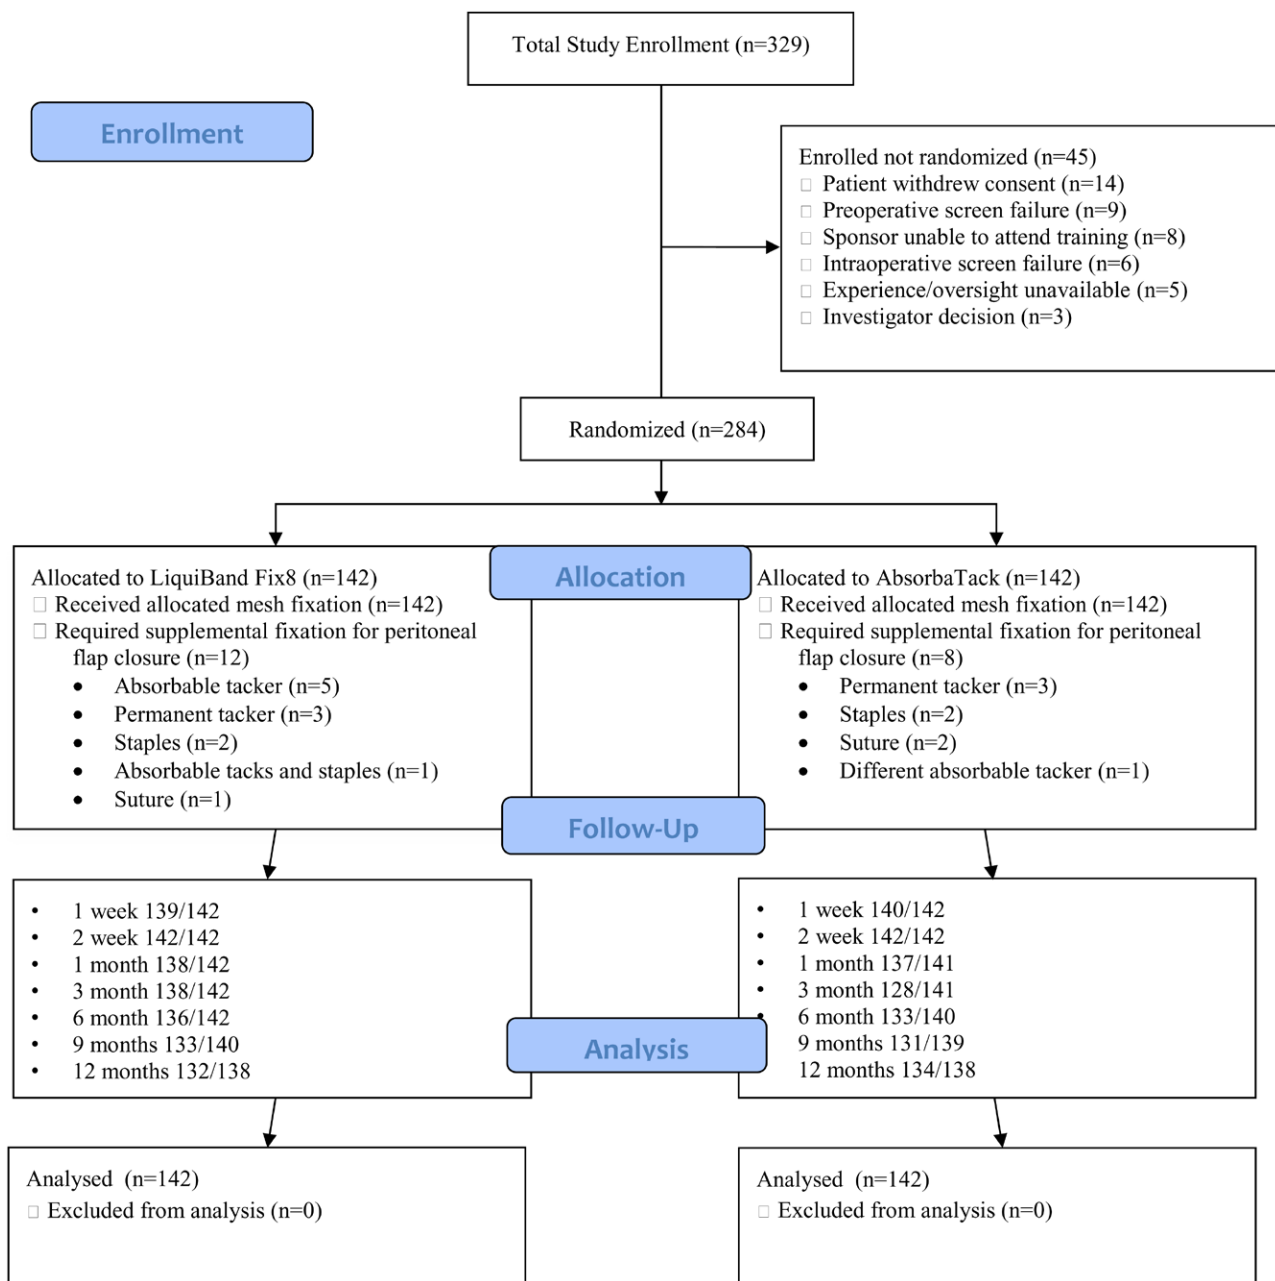 Total Study Enrollment (n=329)
Enrollment
Enrolled not randomized (n=45)
Patient withdrew consent (n=14)
Preoperative screen failure (n=9)
Sponsor unable to attend training (n=8)
Intraoperative screen failure (n=6)
Experience/oversight unavailable (n=5)
Investigator decision (n=3)
Randomized (n=284)
Allocation
Allocated to LiquiBand Fix8 (n=142)
Received allocated mesh fixation (n=142)
Required supplemental fixation for peritoneal
flap closure (n=12)
• Absorbable tacker (n=5)
• Permanent tacker (n=3)
• Staples (n=2)
• Absorbable tacks and staples (n=1)
• Suture (n=1)
Allocated to AbsorbaTack (n=142)
Received allocated mesh fixation (n=142)
Required supplemental fixation for peritoneal
flap closure (n=8)
• Permanent tacker (n=3)
• Staples (n=2)
• Suture (n=2)
• Different absorbable tacker (n=1)
Follow-Up
• 1 week 139/142
• 2 week 142/142
• 1 month 138/142
• 3 month 138/142
• 6 month 136/142
• 9 months 133/140
• 12 months 132/138
• 1 week 140/142
• 2 week 142/142
• 1 month 137/141
• 3 month 128/141
• 6 month 133/140
9 months 131/139
12 months 134/138
Analysis
Analysed (n=142)
Excluded from analysis (n=0)
Analysed (n=142)
Excluded from analysis (n=0)